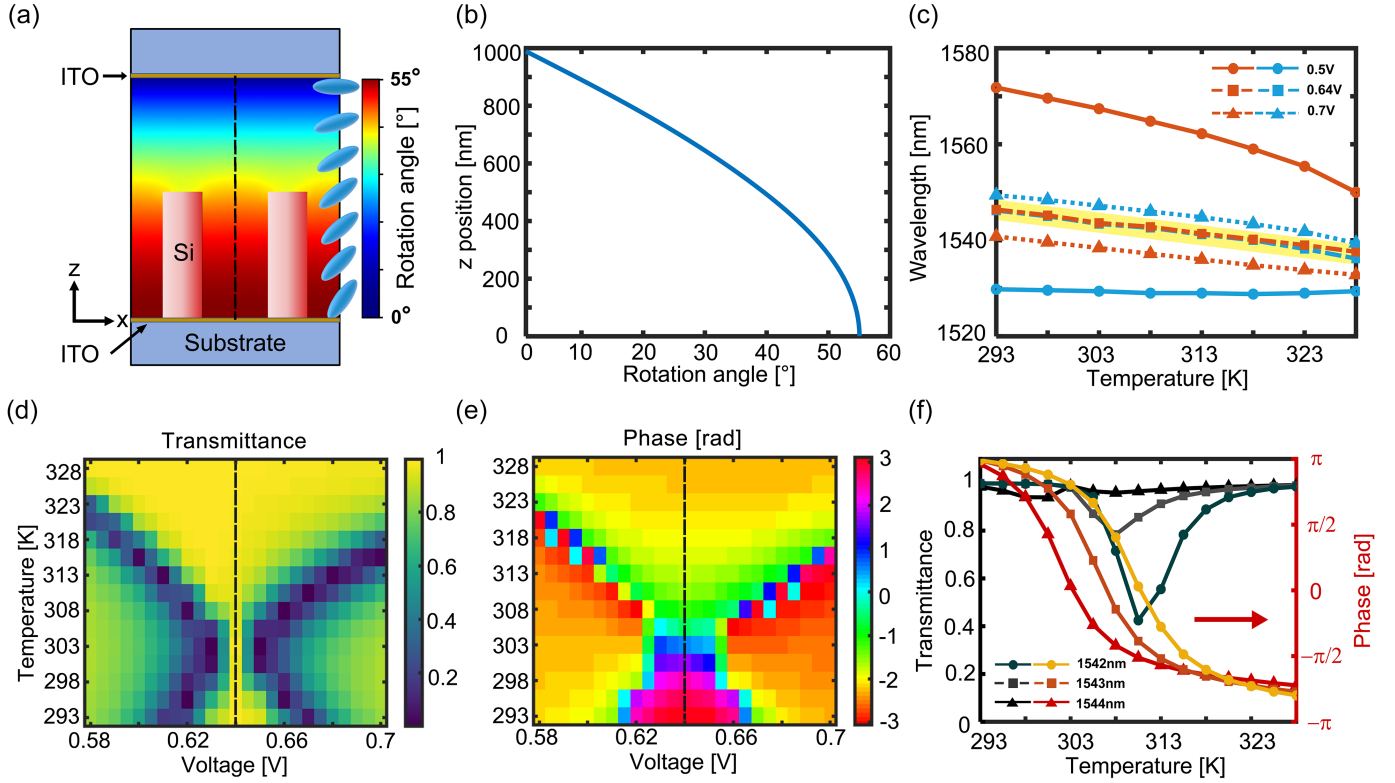 (a)
ITO
Si
z
x
ITO
Substrate
55°
Rotation angle [°]
0°
(b)
1000
800
600
400
200
0
z position [nm]
0 10 20 30 40 50 60
Rotation angle [°]
(c)
1580
1560
1540
1520
Wavelength [nm]
0.5V
0.64V
0.7V
293 303 313 323
Temperature [K]
(d)
Transmittance
328
323
318
313
308
303
298
293
Temperature [K]
0.58 0.62 0.66 0.7
Voltage [V]
1
0.8
0.6
0.4
0.2
(e)
Phase [rad]
328
323
318
313
308
303
298
293
0.58 0.62 0.66 0.7
Voltage [V]
3
2
1
0
-1
-2
-3
(f)
1
0.8
0.6
0.4
0.2
0
Transmittance
1542nm
1543nm
1544nm
293 303 313 323
Temperature [K]
π
π/2
0
−π/2
−π
Phase [rad]